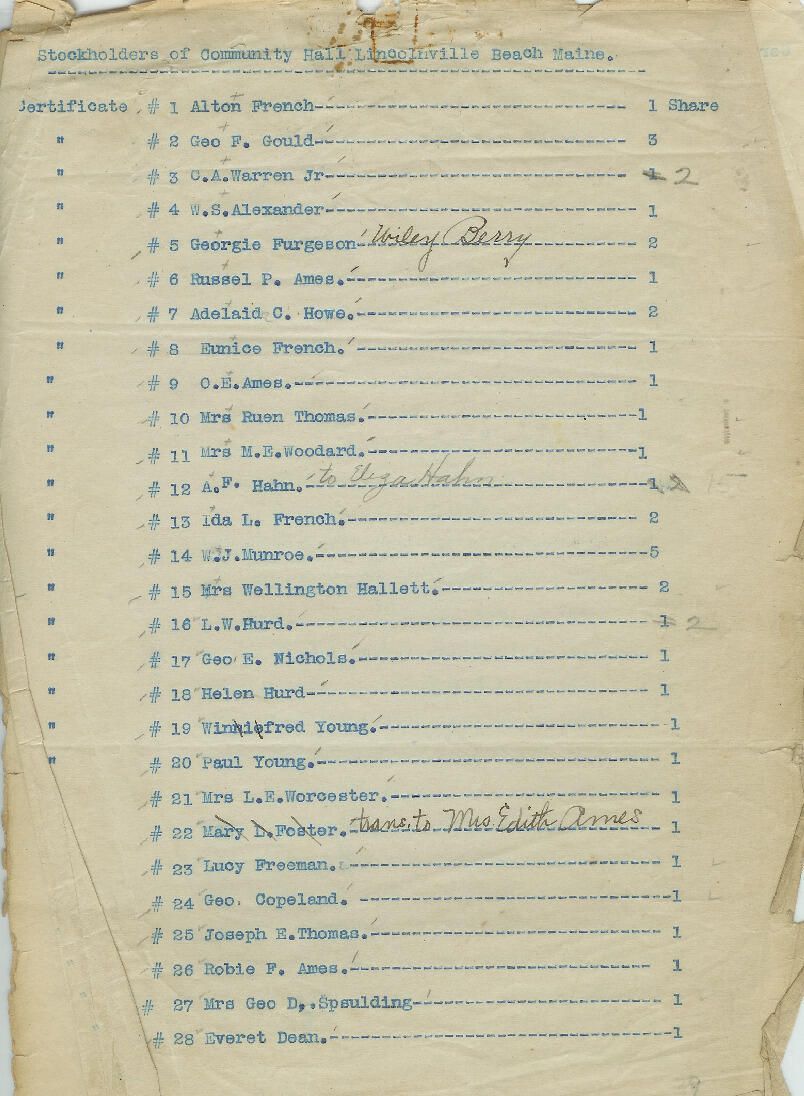 Stockholders of Community Hall Lincolnville Beach Maine.
Certificate # 1 Alton French 1 Share
" # 2 Geo F. Gould 3
" # 3 C.A.Warren Jr 1 2
" # 4 W.S.Alexander 1
" # 5 Georgie Furgeson Wiley Berry 2
" # 6 Russel P. Ames. 1
" # 7 Adelaid C. Howe. 2
" # 8 Eunice French. 1
" # 9 O.E.Ames. 1
" # 10 Mrs Ruen Thomas. 1
" # 11 Mrs M.E.Woodard. 1
" # 12 A.F. Hahn. to Eliza Hahn 1 2
" # 13 Ida L. French. 2
" # 14 W.J.Munroe. 5
" # 15 Mrs Wellington Hallett. 2
" # 16 L.W.Hurd. 1 2
" # 17 Geo E. Nichols. 1
" # 18 Helen Hurd 1
" # 19 Winniefred Young. 1
" # 20 Paul Young. 1
# 21 Mrs L.E.Worcester. 1
# 22 Mary L.Foster. trans. to Mrs. Edith Ames 1
# 23 Lucy Freeman. 1
# 24 Geo. Copeland. 1
# 25 Joseph E.Thomas. 1
# 26 Robie F. Ames. 1
# 27 Mrs Geo D,.Spsulding 1
# 28 Everet Dean. 1